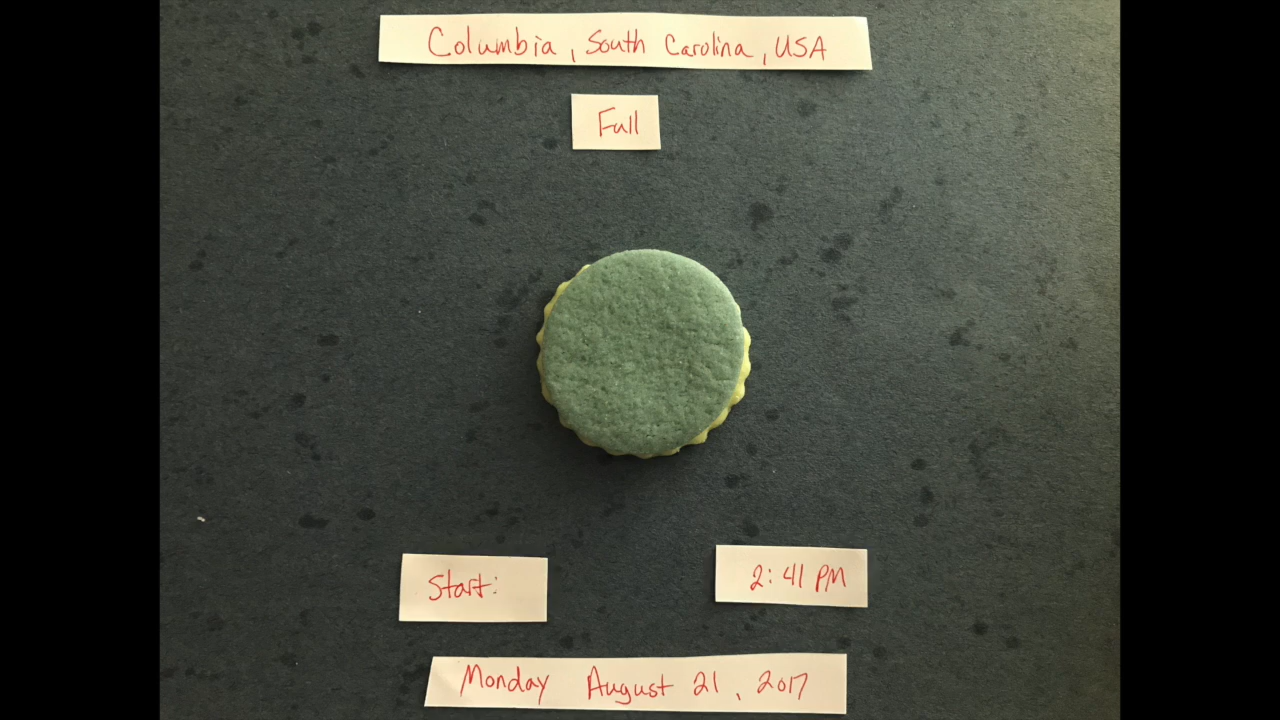 Columbia, South Carolina, USA
Full
Start: 2:41 PM
Monday August 21, 2017